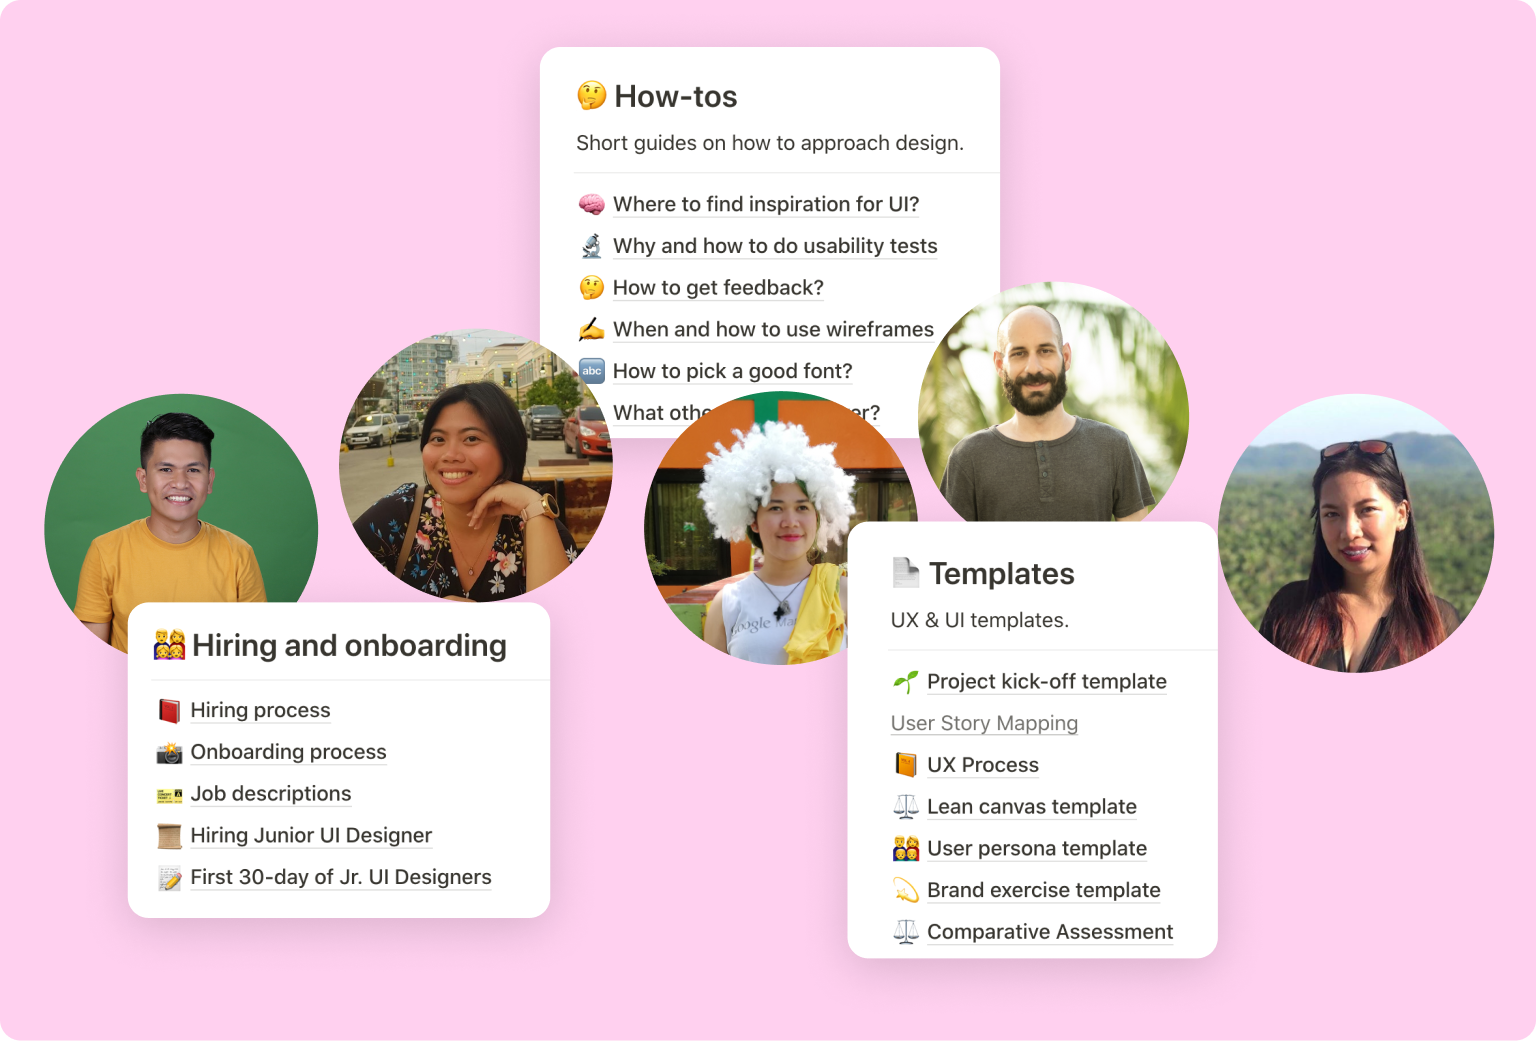 How-tos
Short guides on how to approach design.
Where to find inspiration for UI?
Why and how to do usability tests
How to get feedback?
When and how to use wireframes
abc How to pick a good font?
What
Templates
UX & UI templates.
Project kick-off template
User Story Mapping
UX Process
Lean canvas template
User persona template
Brand exercise template
Comparative Assessment
Hiring and onboarding
Hiring process
Onboarding process
Job descriptions
Hiring Junior UI Designer
First 30-day of Jr. UI Designers